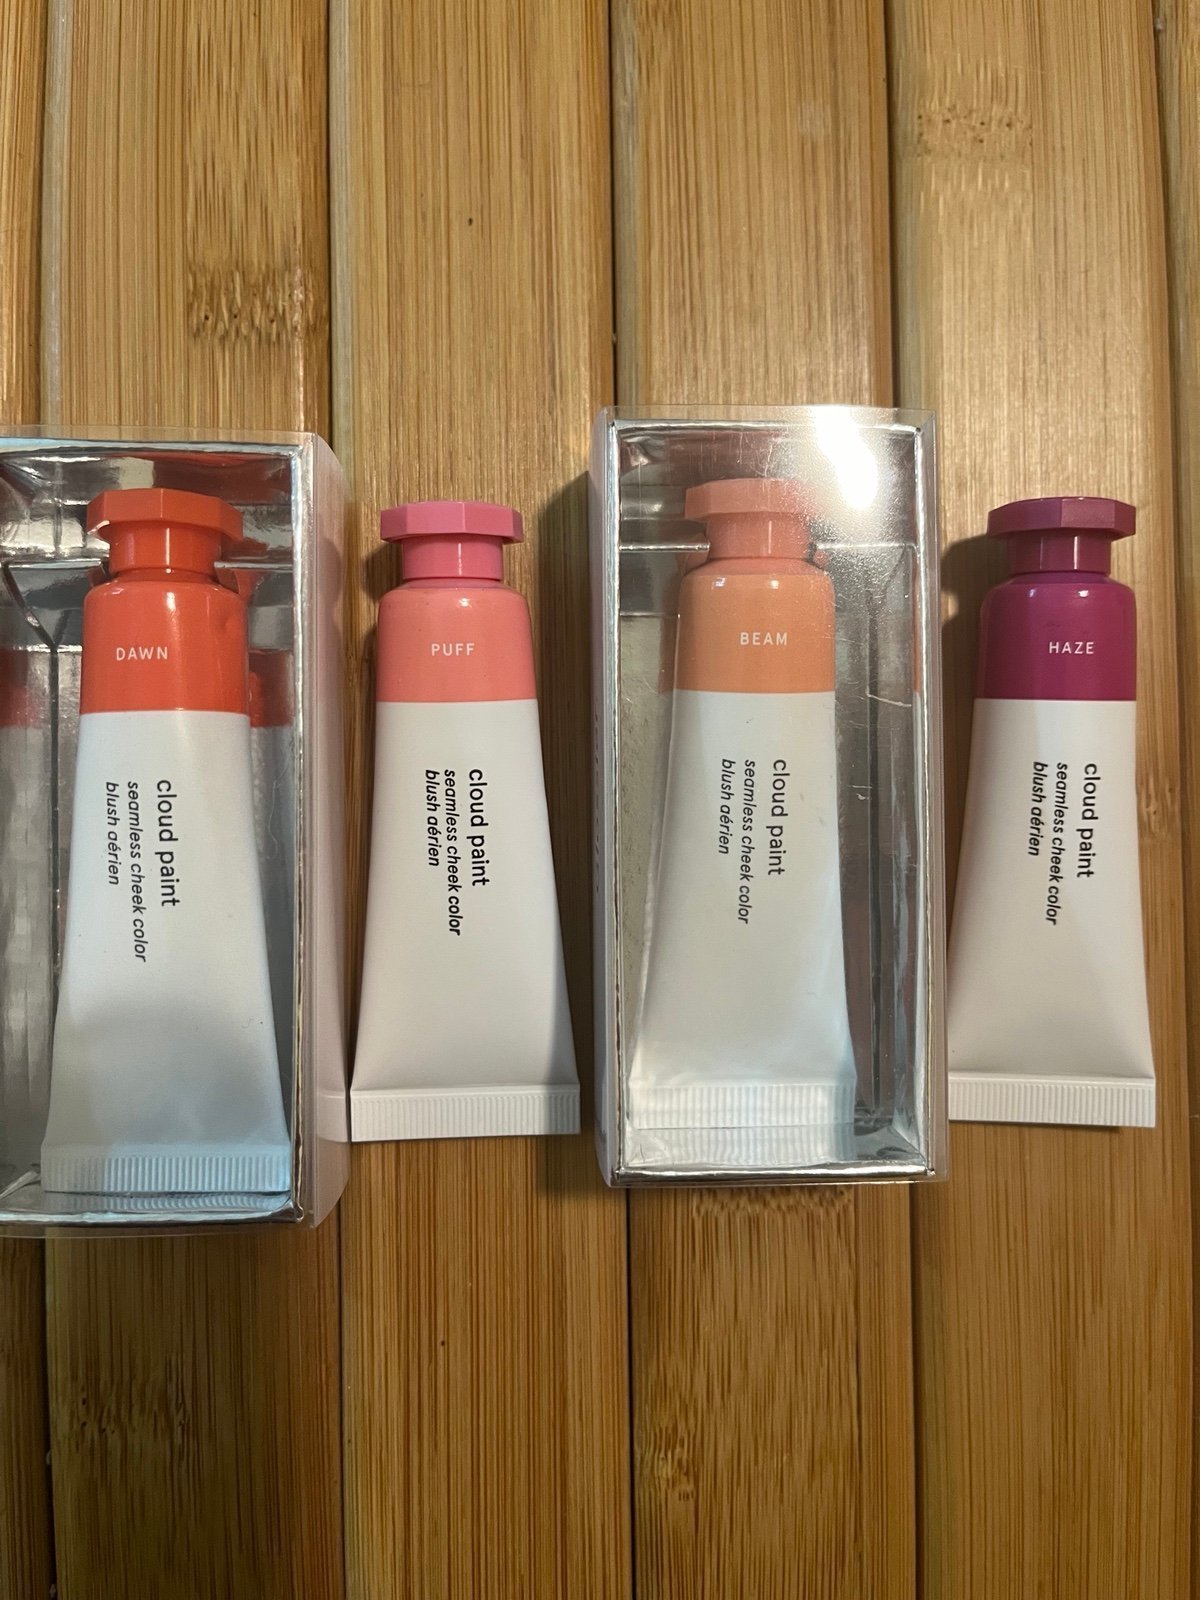 DAWN
cloud paint
seamless cheek color
blush aérien
PUFF
cloud paint
seamless cheek color
blush aérien
BEAM
cloud paint
seamless cheek color
blush aérien
HAZE
cloud paint
seamless cheek color
blush aérien